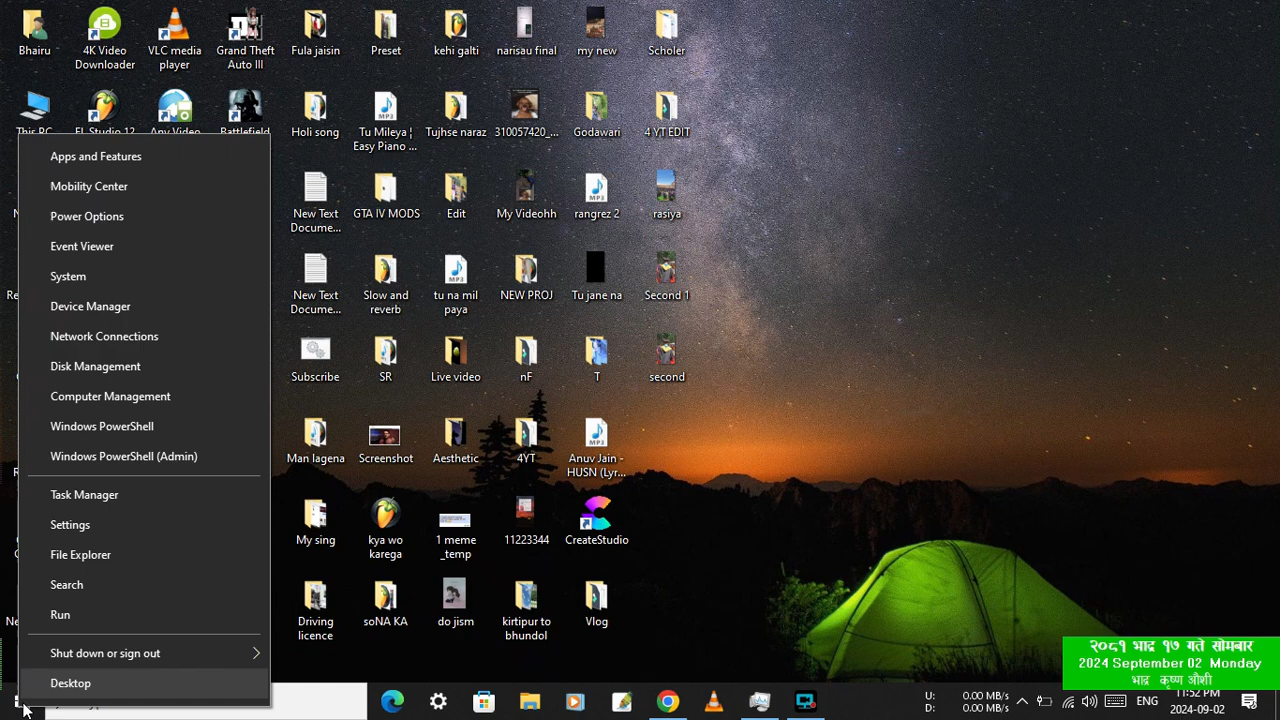 Bhairu
4K Video
Downloader
VLC media
player
Grand Theft
Auto III
Fula jaisin
Preset
kehi galti
narisau final
my new
Scholer
This PC
FL Studio 12
Any Video
Battlefield
Holi song
Tu Mileya ¦
Easy Piano ...
Tujhse naraz
310057420_...
Godawari
4 YT EDIT
New Text
Docume...
GTA IV MODS
Edit
My Videohh
rangrez 2
rasiya
New Text
Docume...
Slow and
reverb
tu na mil
paya
NEW PROJ
Tu jane na
Second 1
Subscribe
SR
Live video
nF
T
second
Man lagena
Screenshot
Aesthetic
4YT
Anuv Jain -
HUSN (Lyr...
My sing
kya wo
karega
1 meme
_temp
11223344
CreateStudio
Driving
licence
soNA KA
do jism
kirtipur to
bhundol
Vlog
Apps and Features
Mobility Center
Power Options
Event Viewer
System
Device Manager
Network Connections
Disk Management
Computer Management
Windows PowerShell
Windows PowerShell (Admin)
Task Manager
Settings
File Explorer
Search
Run
Shut down or sign out
Desktop
२०८१ भाद्र १७ गते सोमबार
2024 September 02 Monday
भाद्र कृष्ण औशी
U: 0.00 MB/s
D: 0.00 MB/s
ENG
11:52 PM
2024-09-02